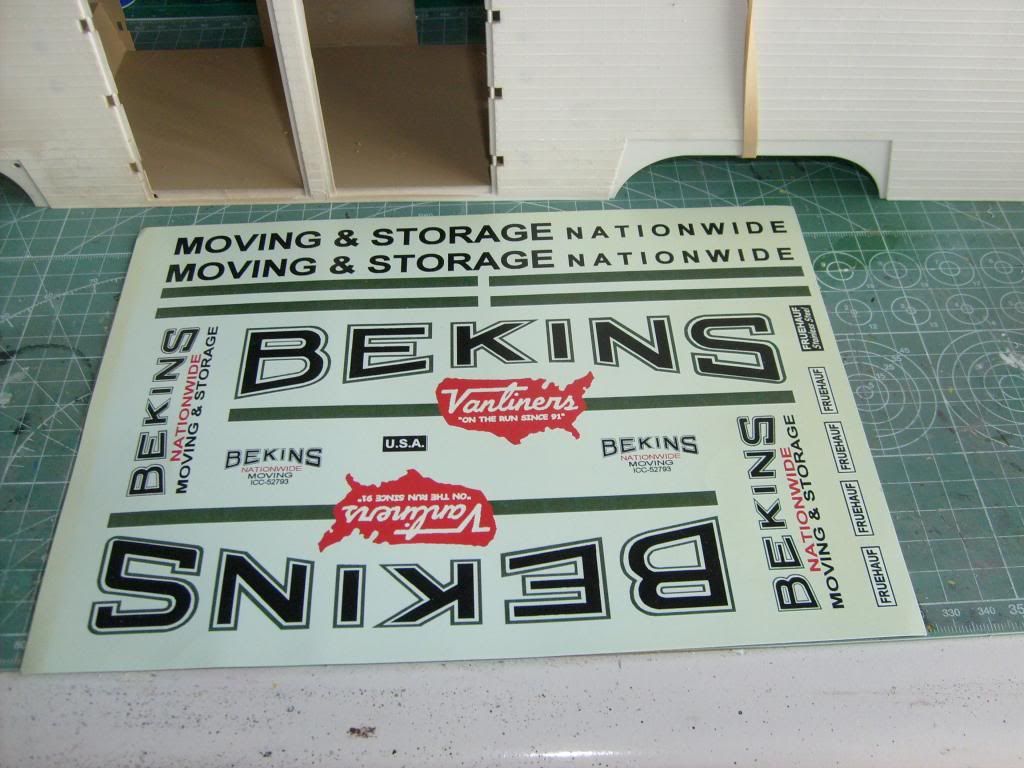 MOVING & STORAGE NATIONWIDE
MOVING & STORAGE NATIONWIDE
BEKINS
NATIONWIDE
MOVING & STORAGE
BEKINS
FRUEHAUF
Stainless Steel
Vanliners
"ON THE RUN SINCE 91"
FRUEHAUF
BEKINS
NATIONWIDE
MOVING
ICC-52793
U.S.A.
BEKINS
NATIONWIDE
MOVING
ICC-52793
BEKINS
NATIONWIDE
MOVING & STORAGE
FRUEHAUF
FRUEHAUF
FRUEHAUF
Vanliners
"ON THE RUN SINCE 91"
BEKINS
330 340